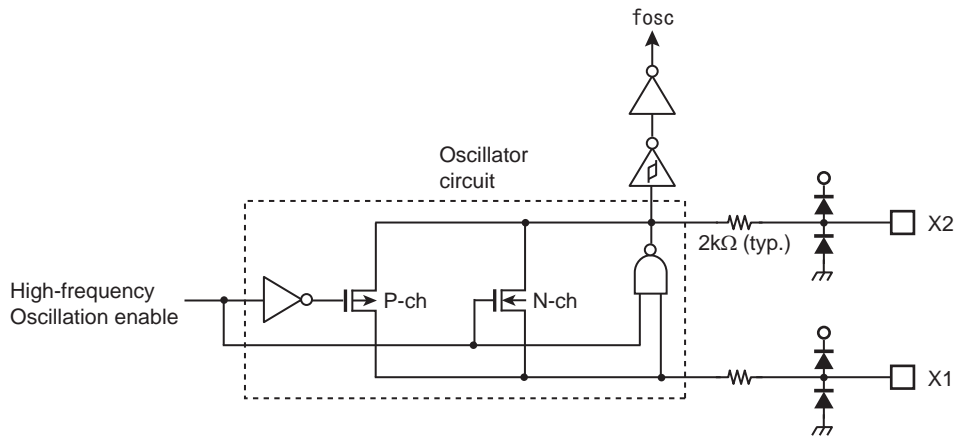 fosc
Oscillator
circuit
X2
2kΩ (typ.)
High-frequency
Oscillation enable
P-ch
N-ch
X1